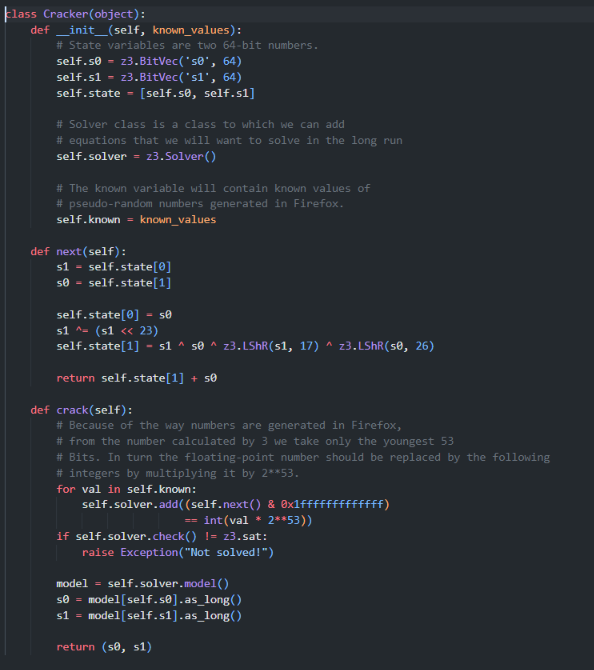 class Cracker(object):
    def __init__(self, known_values):
        # State variables are two 64-bit numbers.
        self.s0 = z3.BitVec('s0', 64)
        self.s1 = z3.BitVec('s1', 64)
        self.state = [self.s0, self.s1]

        # Solver class is a class to which we can add
        # equations that we will want to solve in the long run
        self.solver = z3.Solver()

        # The known variable will contain known values of
        # pseudo-random numbers generated in Firefox.
        self.known = known_values

    def next(self):
        s1 = self.state[0]
        s0 = self.state[1]

        self.state[0] = s0
        s1 ^= (s1 << 23)
        self.state[1] = s1 ^ s0 ^ z3.LShR(s1, 17) ^ z3.LShR(s0, 26)

        return self.state[1] + s0

    def crack(self):
        # Because of the way numbers are generated in Firefox,
        # from the number calculated by 3 we take only the youngest 53
        # Bits. In turn the floating-point number should be replaced by the following
        # integers by multiplying it by 2**53.
        for val in self.known:
            self.solver.add((self.next() & 0x1fffffffffffff)
                            == int(val * 2**53))
        if self.solver.check() != z3.sat:
            raise Exception("Not solved!")

        model = self.solver.model()
        s0 = model[self.s0].as_long()
        s1 = model[self.s1].as_long()

        return (s0, s1)